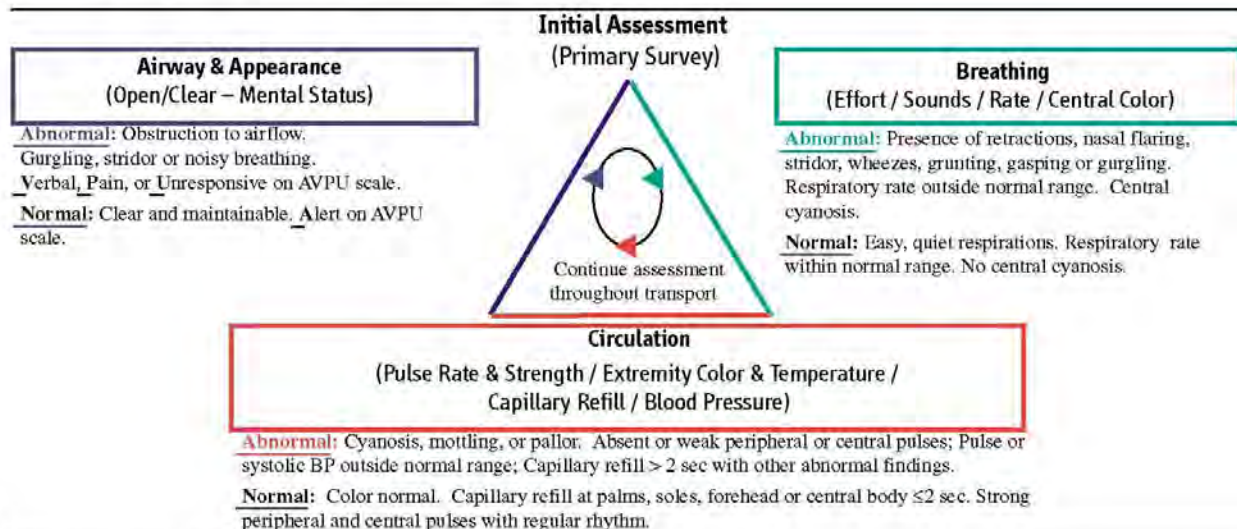 Initial Assessment
(Primary Survey)
Airway & Appearance
(Open/Clear – Mental Status)
Abnormal: Obstruction to airflow.
Gurgling, stridor or noisy breathing.
Verbal, Pain, or Unresponsive on AVPU scale.
Normal: Clear and maintainable. Alert on AVPU
scale.
Breathing
(Effort / Sounds / Rate / Central Color)
Abnormal: Presence of retractions, nasal flaring,
stridor, wheezes, grunting, gasping or gurgling.
Respiratory rate outside normal range. Central
cyanosis.
Normal: Easy, quiet respirations. Respiratory rate
within normal range. No central cyanosis.
Continue assessment
throughout transport
Circulation
(Pulse Rate & Strength / Extremity Color & Temperature /
Capillary Refill / Blood Pressure)
Abnormal: Cyanosis, mottling, or pallor. Absent or weak peripheral or central pulses; Pulse or
systolic BP outside normal range; Capillary refill > 2 sec with other abnormal findings.
Normal: Color normal. Capillary refill at palms, soles, forehead or central body ≤2 sec. Strong
peripheral and central pulses with regular rhythm.